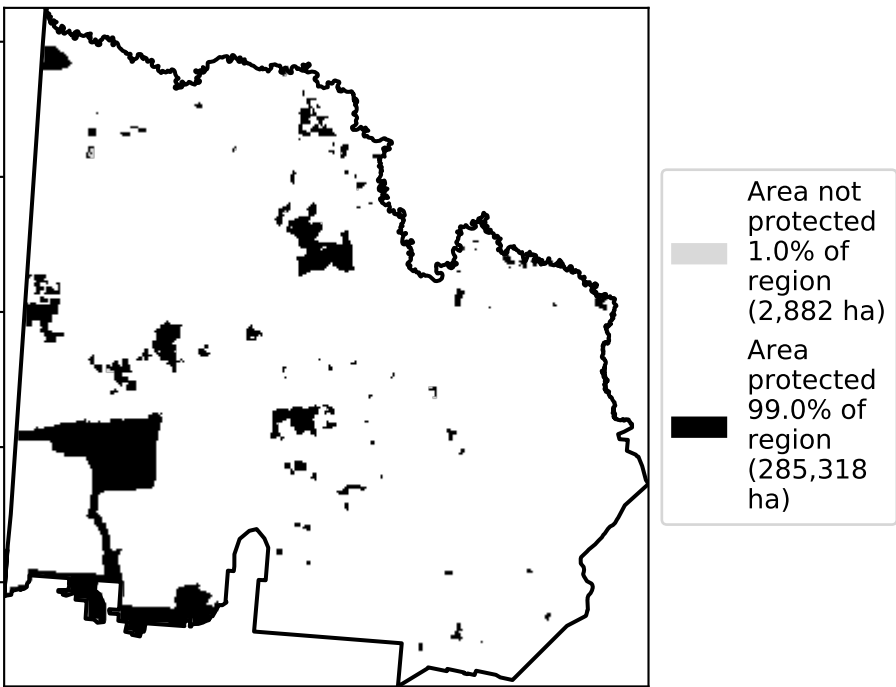 Area not
protected
1.0% of
region
(2,882 ha)
Area
protected
99.0% of
region
(285,318
ha)